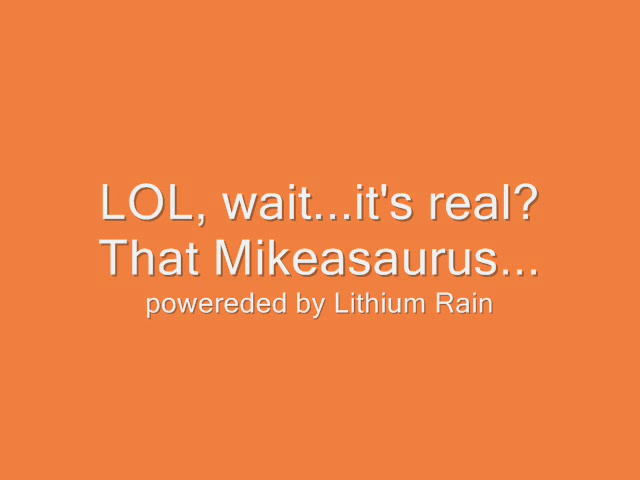 LOL, wait...it's real?
That Mikeasaurus...
powereded by Lithium Rain